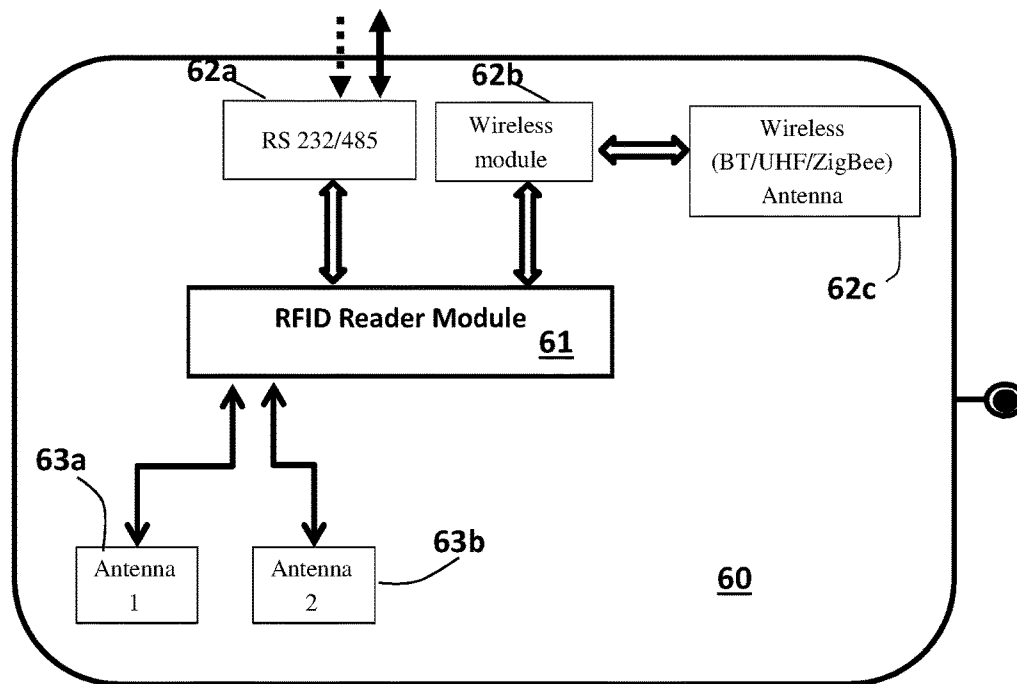 62a
62b
RS 232/485
Wireless
module
Wireless
(BT/UHF/ZigBee)
Antenna
62c
RFID Reader Module
61
63a
63b
Antenna
1
Antenna
2
60